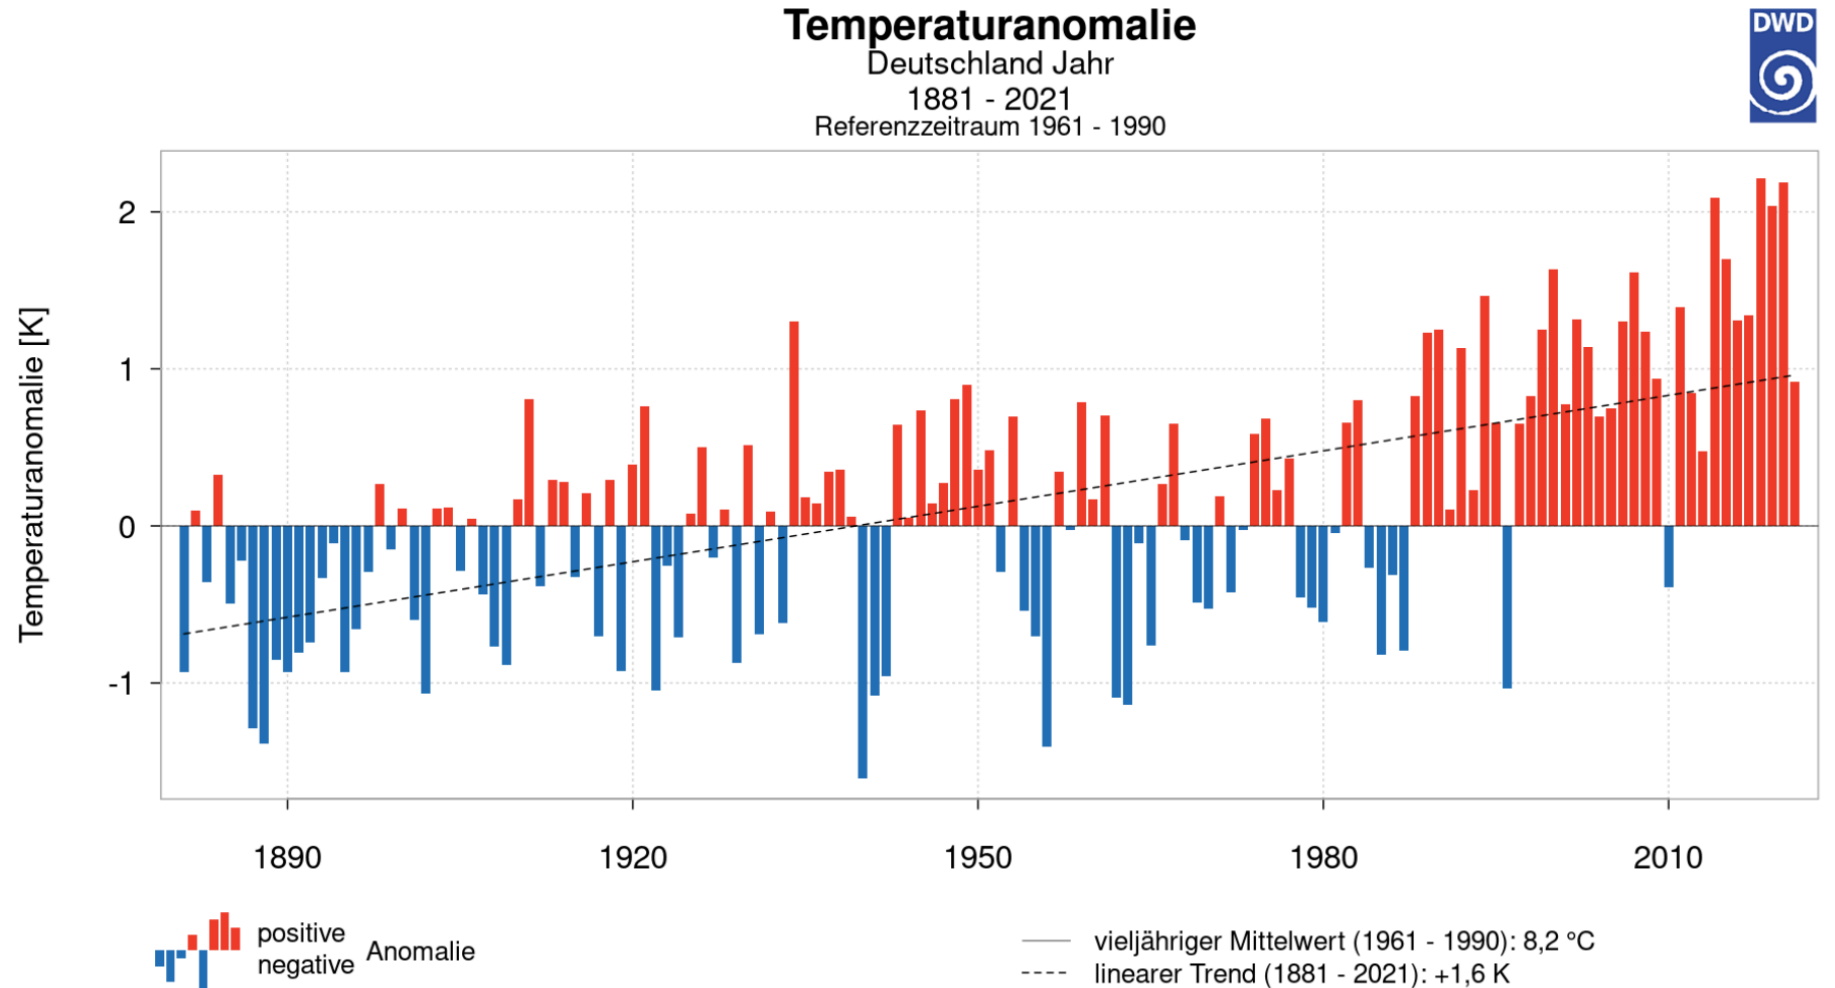 Temperaturanomalie
Deutschland Jahr
1881 - 2021
Referenzzeitraum 1961 - 1990
DWD
Temperaturanomalie [K]
2
1
0
-1
1890 1920 1950 1980 2010
positive
negative
Anomalie
vieljähriger Mittelwert (1961 - 1990): 8,2 °C
linearer Trend (1881 - 2021): +1,6 K